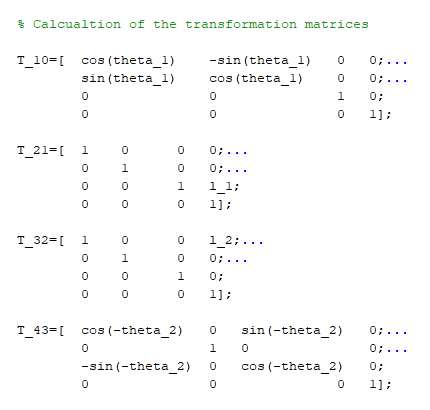 % Calcualtion of the transformation matrices
T_10=[ cos(theta_1) -sin(theta_1) 0 0;...
sin(theta_1) cos(theta_1) 0 0;...
0 0 1 0;
0 0 0 1];
T_21=[ 1 0 0 0;...
0 1 0 0;...
0 0 1 l_1;
0 0 0 1];
T_32=[ 1 0 0 l_2;...
0 1 0 0;...
0 0 1 0;
0 0 0 1];
T_43=[ cos(-theta_2) 0 sin(-theta_2) 0;...
0 1 0 0;...
-sin(-theta_2) 0 cos(-theta_2) 0;
0 0 0 1];